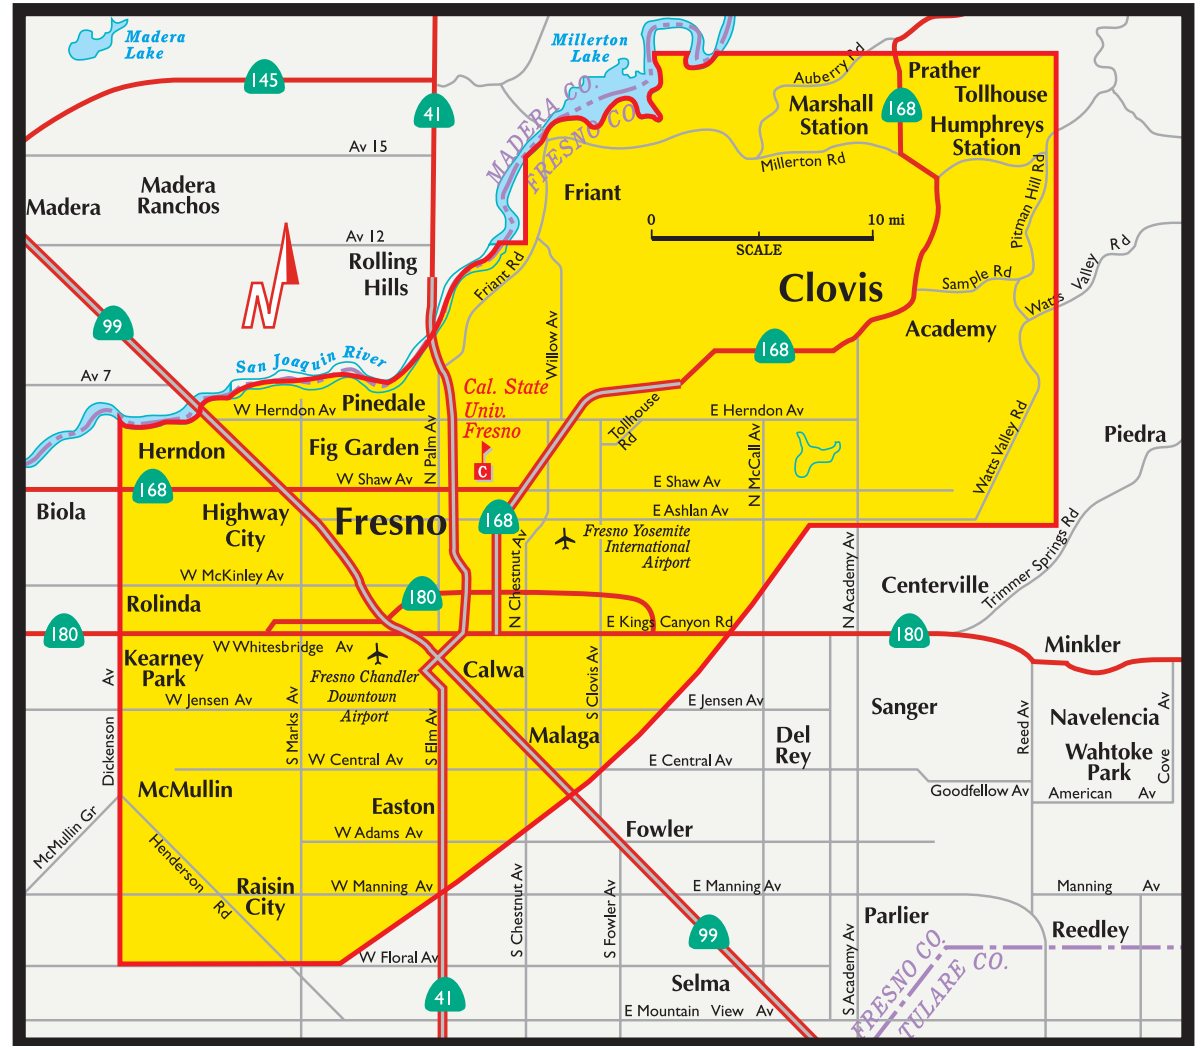 Madera
Lake
Millerton
Lake
145
41
MADERA CO.
FRESNO CO.
Auberry Rd
Prather
Tollhouse
168
Marshall
Station
Humphreys
Station
Av 15
Millerton Rd
Madera
Ranchos
Madera
Friant
Pitman Hill Rd
0
10 mi
SCALE
Av 12
Rolling
Hills
N
Friant Rd
Clovis
Sample Rd
Watts Valley Rd
99
Willow Av
Academy
168
San Joaquin River
Av 7
Cal. State
Univ.
Fresno
C
W Herndon Av
Pinedale
N Palm Av
Tollhouse
Rd
E Herndon Av
N McCall Av
Watts Valley Rd
Piedra
Herndon
Fig Garden
W Shaw Av
E Shaw Av
168
Biola
Highway
City
Fresno
168
E Ashlan Av
Fresno Yosemite
International
Airport
N Chestnut Av
N Academy Av
Trimmer Springs Rd
W McKinley Av
Centerville
Rolinda
180
180
E Kings Canyon Rd
180
W Whitesbridge Av
Minkler
Kearney
Park
Fresno Chandler
Downtown
Airport
Calwa
S Clovis Av
W Jensen Av
E Jensen Av
Sanger
Dickenson Av
S Marks Av
S Elm Av
Malaga
Del
Rey
Reed Av
Navelencia
Wahtoke
Park
Cove Av
W Central Av
E Central Av
Goodfellow Av
American Av
McMullin
Easton
McMullin Gr
Henderson Rd
W Adams Av
Fowler
Raisin
City
W Manning Av
S Chestnut Av
S Fowler Av
E Manning Av
Manning Av
Parlier
Reedley
99
W Floral Av
S Academy Av
FRESNO CO.
TULARE CO.
41
Selma
E Mountain View Av